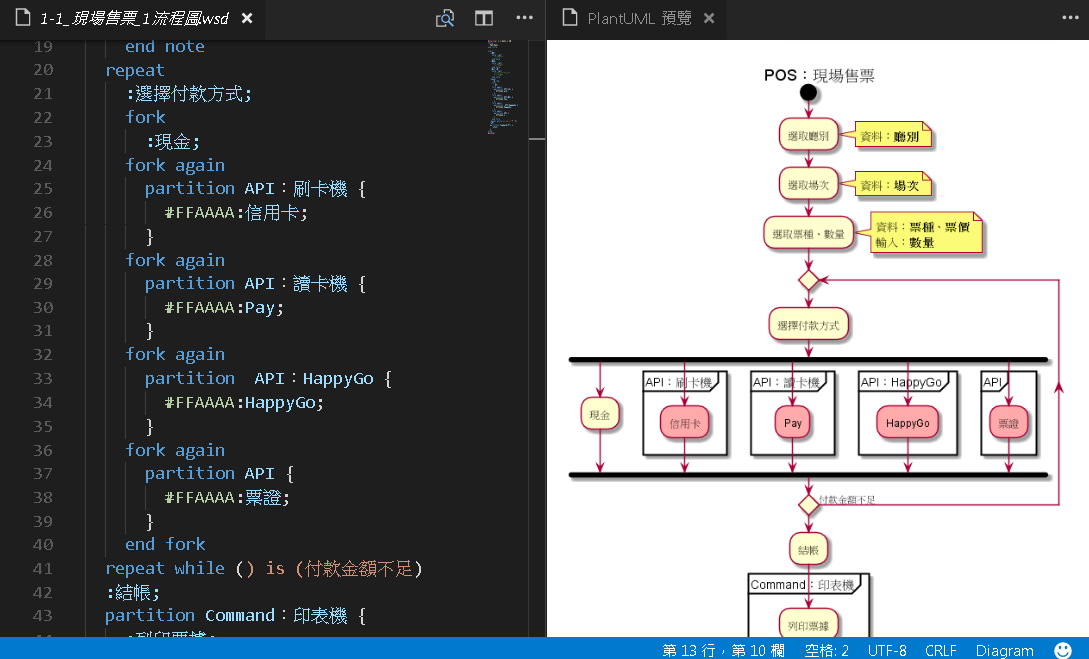 1-1_現場售票_1流程圖.wsd ×
19 end note
20 repeat
21 :選擇付款方式;
22 fork
23 :現金;
24 fork again
25 partition API：刷卡機 {
26 #FFAAAA:信用卡;
27 }
28 fork again
29 partition API：讀卡機 {
30 #FFAAAA:Pay;
31 }
32 fork again
33 partition  API：HappyGo {
34 #FFAAAA:HappyGo;
35 }
36 fork again
37 partition API {
38 #FFAAAA:票證;
39 }
40 end fork
41 repeat while () is (付款金額不足)
42 :結帳;
43 partition Command：印表機 {
:列印票據;
PlantUML 預覽 ×
POS：現場售票
選取廳別
資料：廳別
選取場次
資料：場次
選取票種、數量
資料：票種、票價
輸入：數量
選擇付款方式
API：刷卡機 API：讀卡機 API：HappyGo API
現金 信用卡 Pay HappyGo 票證
付款金額不足
結帳
Command：印表機
列印票據
第 13 行，第 10 欄 空格: 2 UTF-8 CRLF Diagram